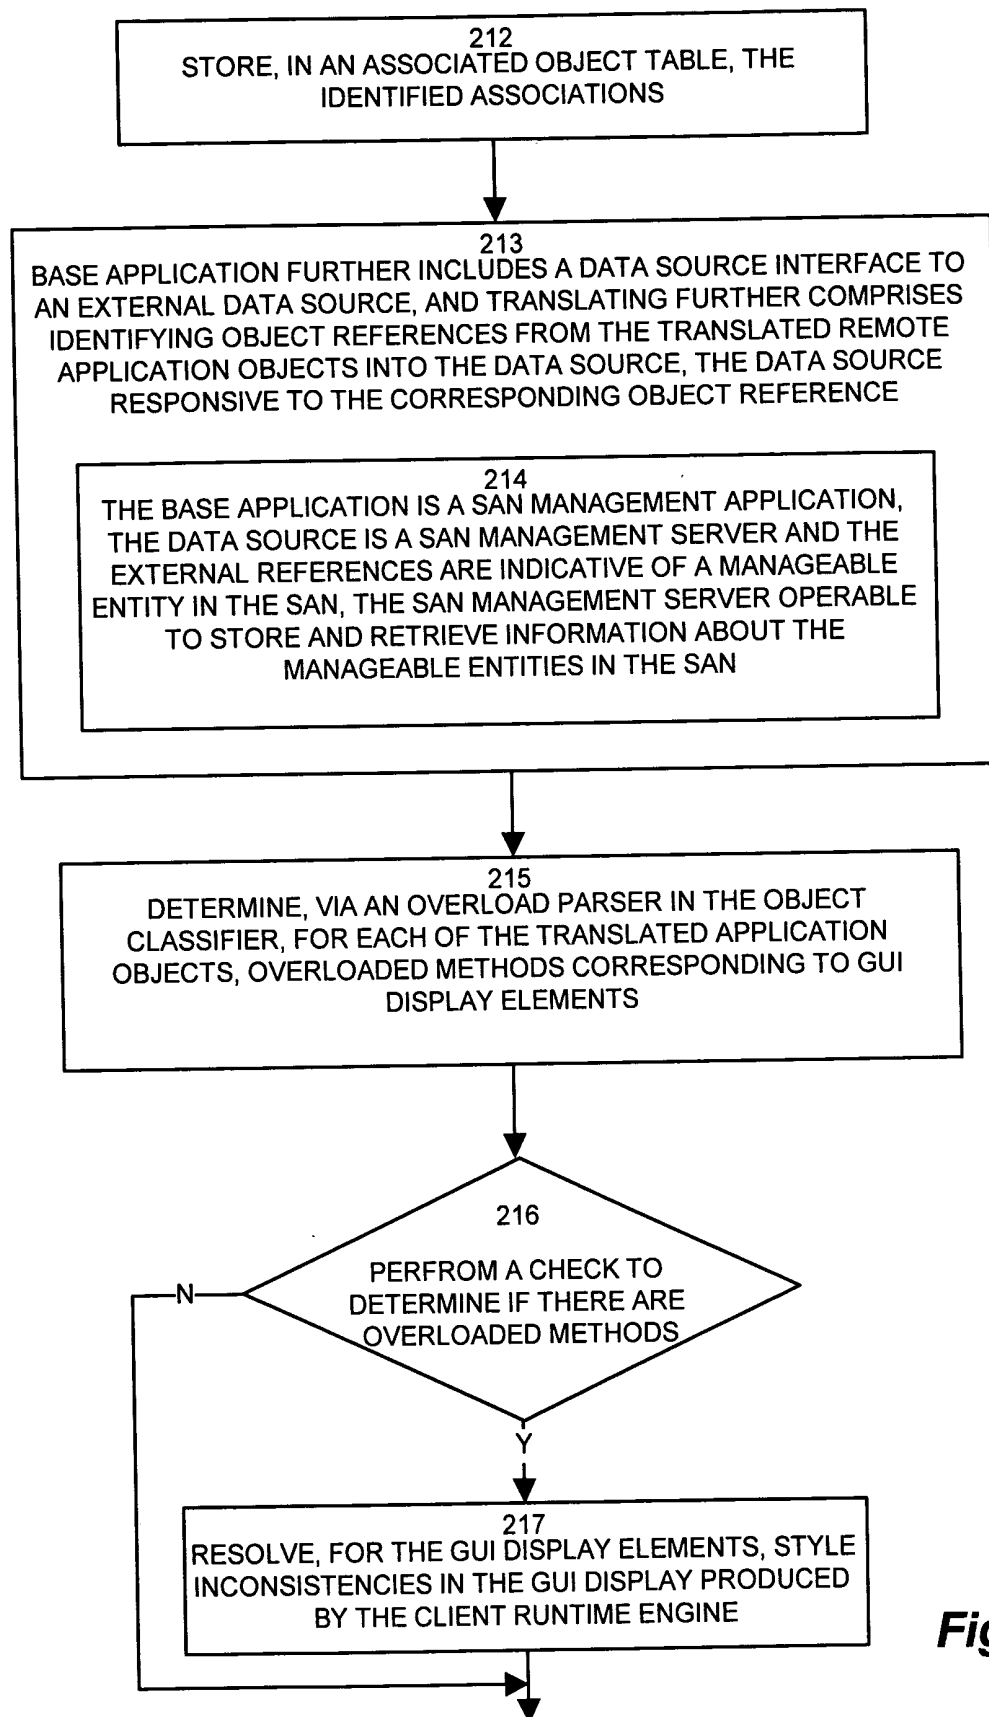 212
STORE, IN AN ASSOCIATED OBJECT TABLE, THE
IDENTIFIED ASSOCIATIONS
213
BASE APPLICATION FURTHER INCLUDES A DATA SOURCE INTERFACE TO
AN EXTERNAL DATA SOURCE, AND TRANSLATING FURTHER COMPRISES
IDENTIFYING OBJECT REFERENCES FROM THE TRANSLATED REMOTE
APPLICATION OBJECTS INTO THE DATA SOURCE, THE DATA SOURCE
RESPONSIVE TO THE CORRESPONDING OBJECT REFERENCE
214
THE BASE APPLICATION IS A SAN MANAGEMENT APPLICATION,
THE DATA SOURCE IS A SAN MANAGEMENT SERVER AND THE
EXTERNAL REFERENCES ARE INDICATIVE OF A MANAGEABLE
ENTITY IN THE SAN, THE SAN MANAGEMENT SERVER OPERABLE
TO STORE AND RETRIEVE INFORMATION ABOUT THE
MANAGEABLE ENTITIES IN THE SAN
215
DETERMINE, VIA AN OVERLOAD PARSER IN THE OBJECT
CLASSIFIER, FOR EACH OF THE TRANSLATED APPLICATION
OBJECTS, OVERLOADED METHODS CORRESPONDING TO GUI
DISPLAY ELEMENTS
216
N
PERFROM A CHECK TO
DETERMINE IF THERE ARE
OVERLOADED METHODS
Y
217
RESOLVE, FOR THE GUI DISPLAY ELEMENTS, STYLE
INCONSISTENCIES IN THE GUI DISPLAY PRODUCED
BY THE CLIENT RUNTIME ENGINE